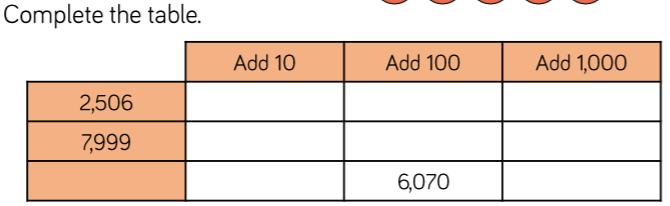 Complete the table.
Add 10 Add 100 Add 1,000
2,506
7,999
6,070